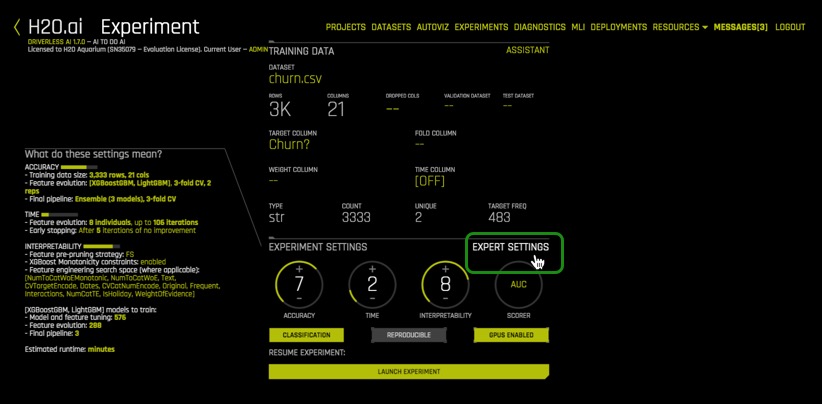 H2O.ai Experiment
PROJECTS DATASETS AUTOVIZ EXPERIMENTS DIAGNOSTICS MLI DEPLOYMENTS RESOURCES MESSAGES[3] LOGOUT
DRIVERLESS AI 1.7.0 – AI TO DO AI
Licensed to H2O Aquarium (SN35079 – Evaluation License). Current User – ADMIN
TRAINING DATA
ASSISTANT
DATASET
churn.csv
ROWS COLUMNS DROPPED COLS VALIDATION DATASET TEST DATASET
3K 21 -- -- --
TARGET COLUMN FOLD COLUMN
Churn? --
WEIGHT COLUMN TIME COLUMN
-- [OFF]
TYPE COUNT UNIQUE TARGET FREQ
str 3333 2 483
What do these settings mean?
ACCURACY
- Training data size: 3,333 rows, 21 cols
- Feature evolution: [XGBoostGBM, LightGBM], 3-fold CV, 2
reps
- Final pipeline: Ensemble (3 models), 3-fold CV
TIME
- Feature evolution: 8 individuals, up to 106 iterations
- Early stopping: After 5 iterations of no improvement
INTERPRETABILITY
- Feature pre-pruning strategy: FS
- XGBoost Monotonicity constraints: enabled
- Feature engineering search space (where applicable):
[NumToCatWoEMonotonic, NumToCatWoE, Text,
CVTargetEncode, Dates, CVCatNumEncode, Original, Frequent,
Interactions, NumCatTE, IsHoliday, WeightOfEvidence]
[XGBoostGBM, LightGBM] models to train:
- Model and feature tuning: 576
- Feature evolution: 288
- Final pipeline: 3
Estimated runtime: minutes
EXPERIMENT SETTINGS
EXPERT SETTINGS
+ + +
7 2 8 AUC
- - -
ACCURACY TIME INTERPRETABILITY SCORER
CLASSIFICATION REPRODUCIBLE GPUS ENABLED
RESUME EXPERIMENT:
LAUNCH EXPERIMENT